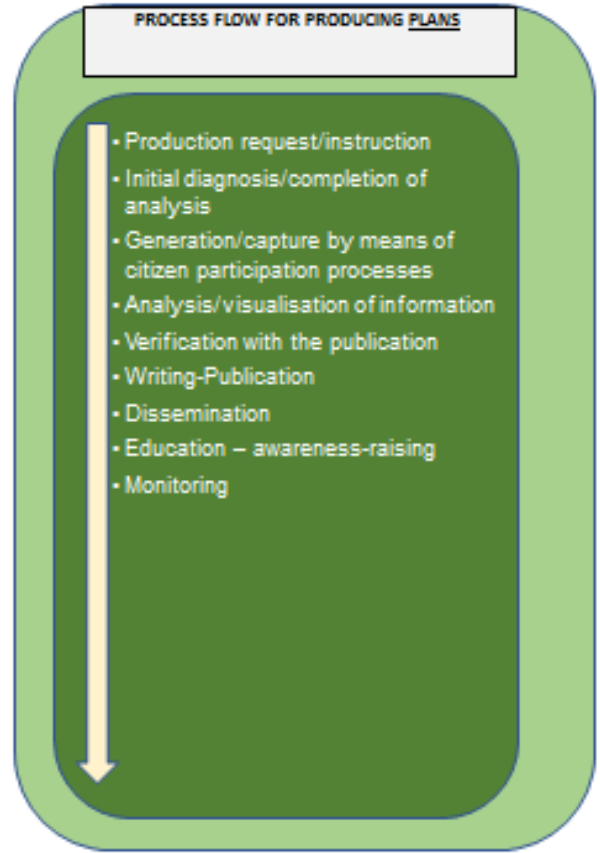 PROCESS FLOW FOR PRODUCING PLANS
▪ Production request/instruction
▪ Initial diagnosis/completion of
analysis
▪ Generation/capture by means of
citizen participation processes
▪ Analysis/visualisation of information
▪ Verification with the publication
▪ Writing-Publication
▪ Dissemination
▪ Education – awareness-raising
▪ Monitoring